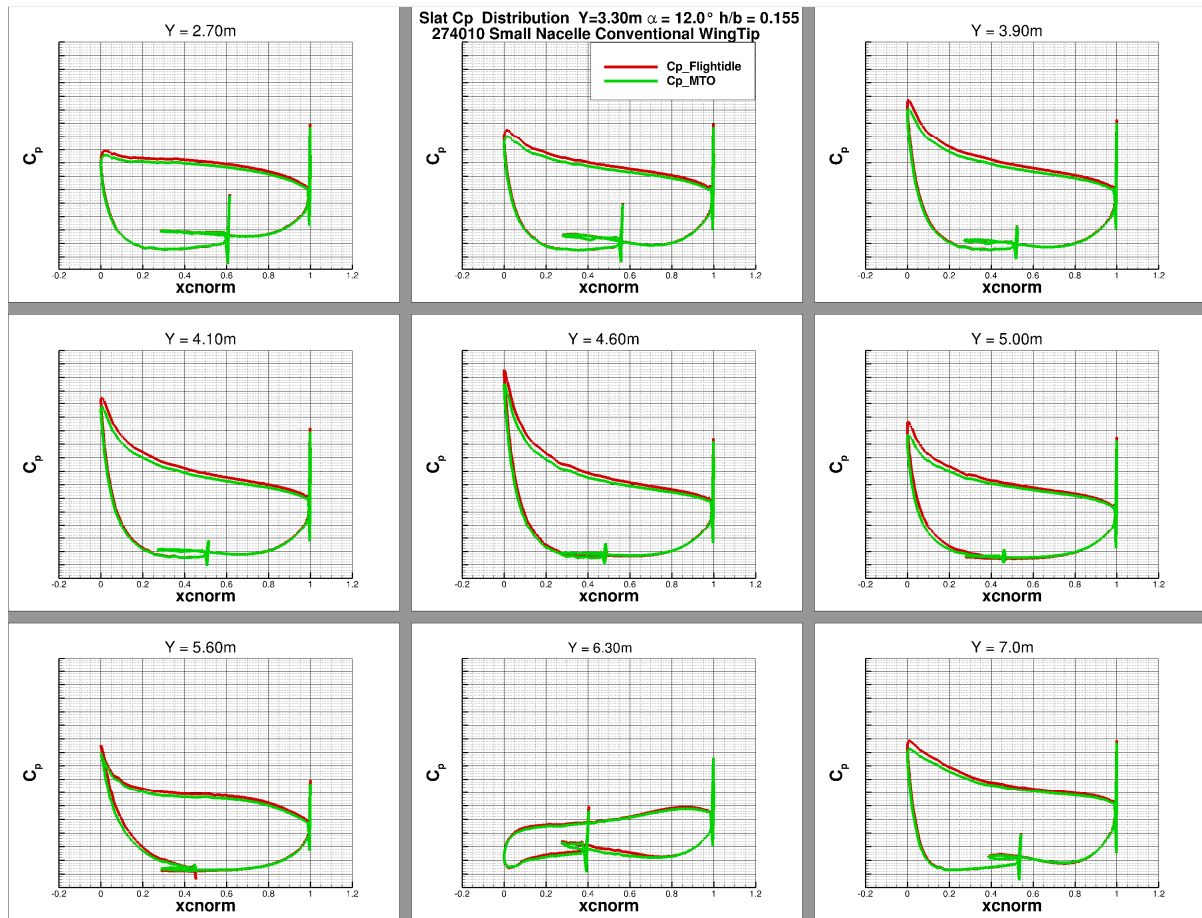 Y = 2.70m
Cp
-0.2 0 0.2 0.4 0.6 0.8 1 1.2
xcnorm
Slat Cp Distribution Y=3.30m α = 12.0° h/b = 0.155
274010 Small Nacelle Conventional WingTip
Cp_Flightidle
Cp_MTO
Cp
-0.2 0 0.2 0.4 0.6 0.8 1 1.2
xcnorm
Y = 3.90m
Cp
-0.2 0 0.2 0.4 0.6 0.8 1 1.2
xcnorm
Y = 4.10m
Cp
-0.2 0 0.2 0.4 0.6 0.8 1 1.2
xcnorm
Y = 4.60m
Cp
-0.2 0 0.2 0.4 0.6 0.8 1 1.2
xcnorm
Y = 5.00m
Cp
-0.2 0 0.2 0.4 0.6 0.8 1 1.2
xcnorm
Y = 5.60m
Cp
-0.2 0 0.2 0.4 0.6 0.8 1 1.2
xcnorm
Y = 6.30m
Cp
-0.2 0 0.2 0.4 0.6 0.8 1 1.2
xcnorm
Y = 7.0m
Cp
-0.2 0 0.2 0.4 0.6 0.8 1 1.2
xcnorm